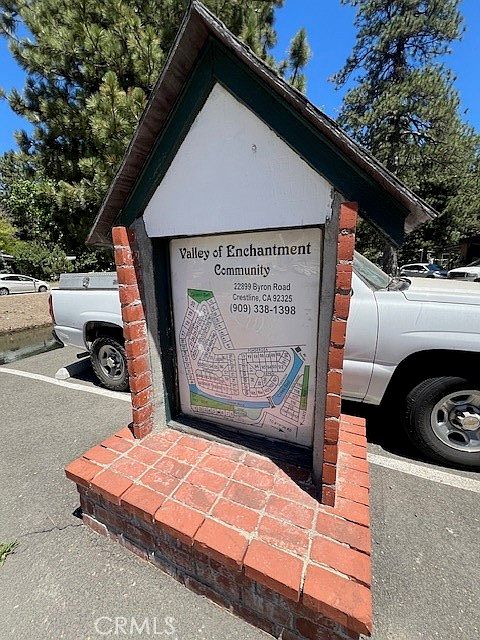 Valley of Enchantment
Community
22899 Byron Road
Crestline, CA 92325
(909) 338-1398
CRMLS